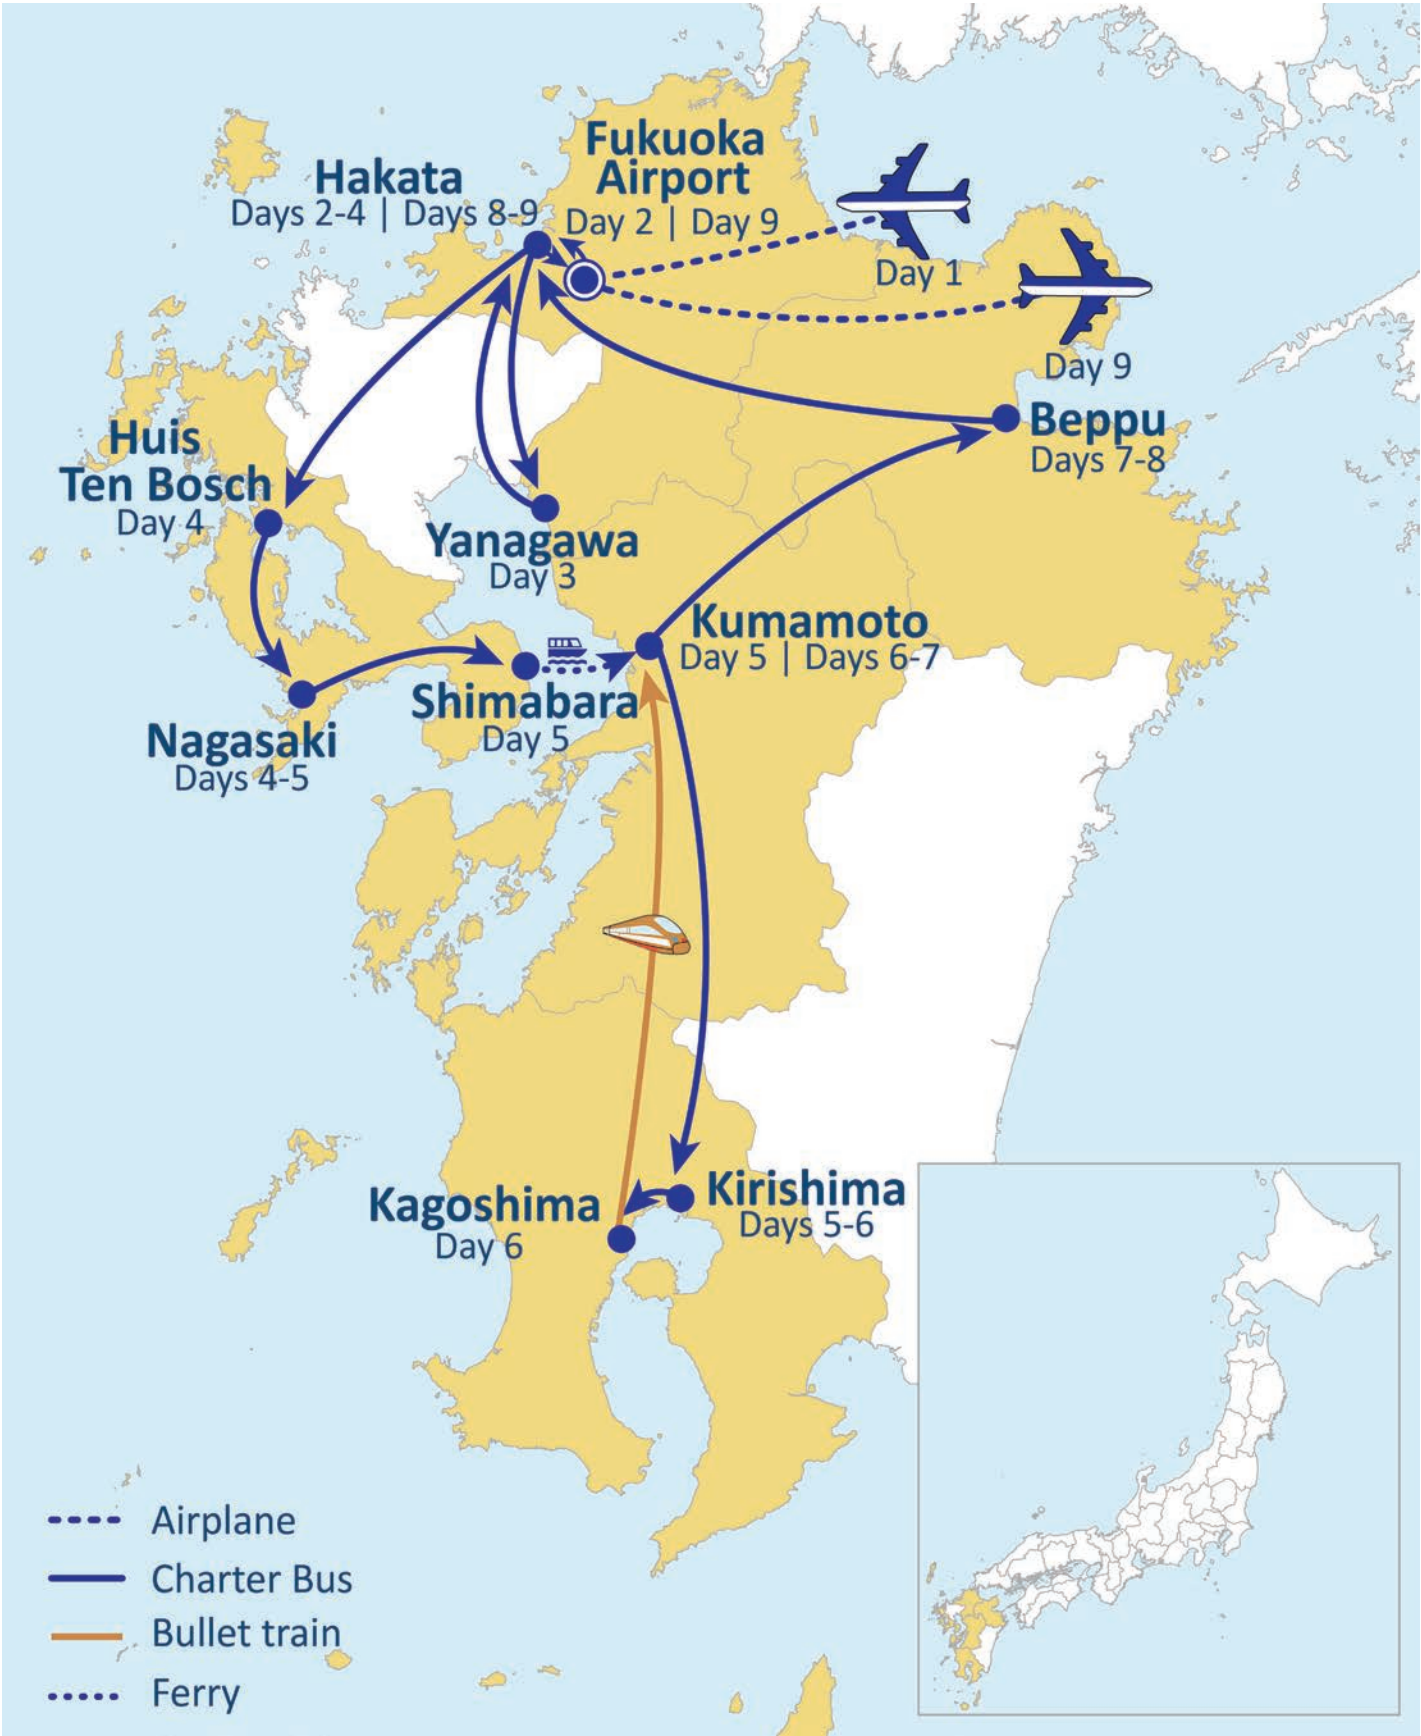 Fukuoka
Airport
Day 2 | Day 9
Hakata
Days 2-4 | Days 8-9
Day 1
Day 9
Beppu
Days 7-8
Huis
Ten Bosch
Day 4
Yanagawa
Day 3
Kumamoto
Day 5 | Days 6-7
Shimabara
Day 5
Nagasaki
Days 4-5
Kagoshima
Day 6
Kirishima
Days 5-6
Airplane
Charter Bus
Bullet train
Ferry